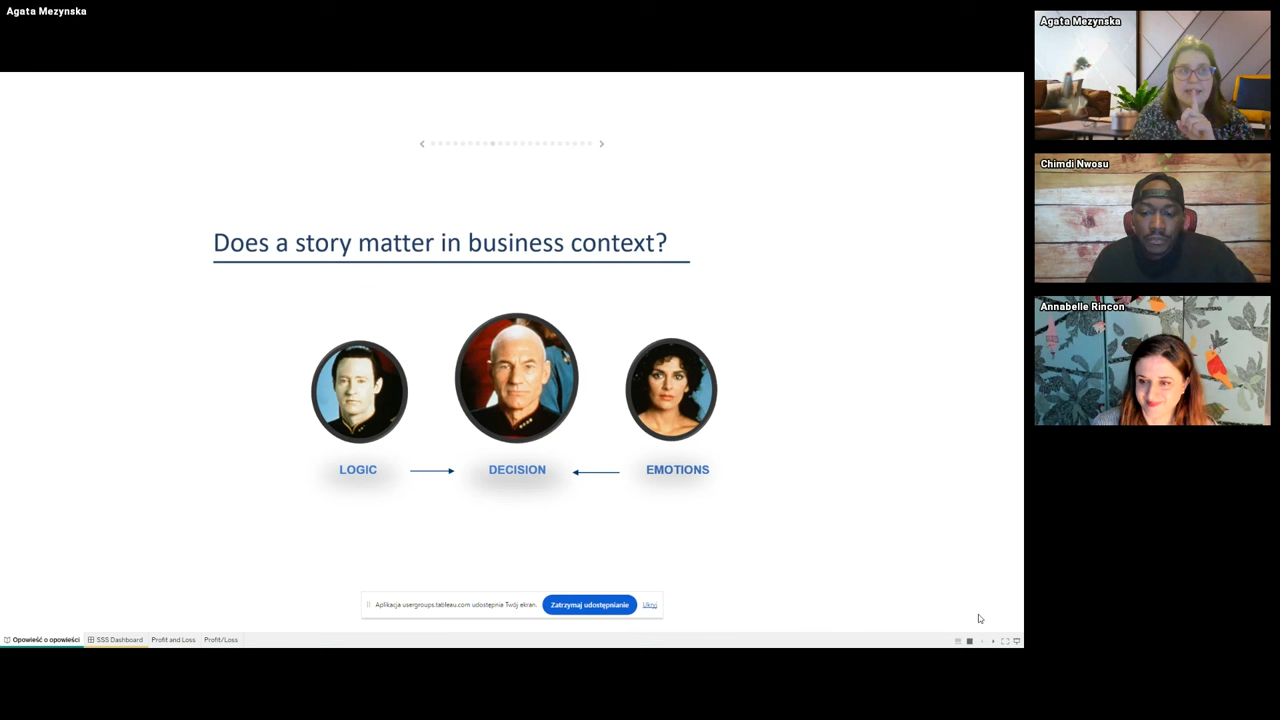 Agata Mezynska
Agata Mezynska
Chimdi Nwosu
Annabelle Rincon
Does a story matter in business context?
LOGIC
DECISION
EMOTIONS
Aplikacja usergroups.tableau.com udostępnia Twój ekran.
Zatrzymaj udostępnianie
Ukryj
Opowieść o opowieści
SSS Dashboard
Profit and Loss
Profit/Loss